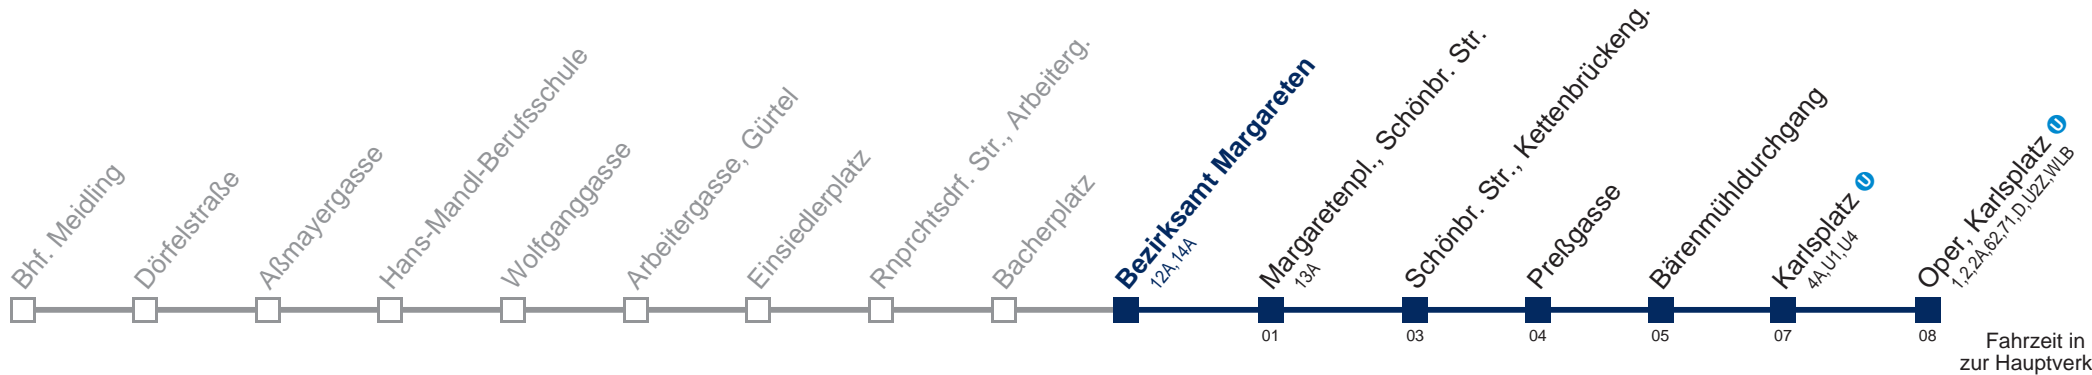 Bhf. Meidling
Dörfelstraße
Aßmayergasse
Hans-Mandl-Berufsschule
Wolfganggasse
Arbeitergasse, Gürtel
Einsiedlerplatz
Rnprchtsdrf. Str., Arbeiterg.
Bacherplatz
Bezirksamt Margareten
12A,14A
Margaretenpl., Schönbr. Str.
13A
Schönbr. Str., Kettenbrückeng.
Preßgasse
Bärenmühldurchgang
Karlsplatz U
4A,U1,U4
Oper, Karlsplatz U
1,2,2A,62,71,D,U2Z,WLB
01
03
04
05
07
08
Fahrzeit in
zur Hauptverk